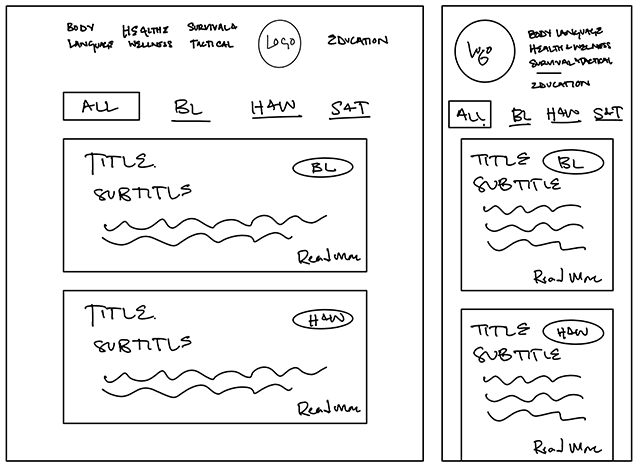 BODY LANGUAGE
HEALTH & WELLNESS
SURVIVAL & TACTICAL
LOGO
EDUCATION
ALL BL H&W S&T
TITLE. BL
SUBTITLE
Read More
TITLE. H&W
SUBTITLE
Read More
LOGO
BODY LANGUAGE
HEALTH & WELLNESS
SURVIVAL & TACTICAL
EDUCATION
ALL. BL H&W S&T
TITLE BL
SUBTITLE
Read More
TITLE H&W
SUBTITLE
Read More